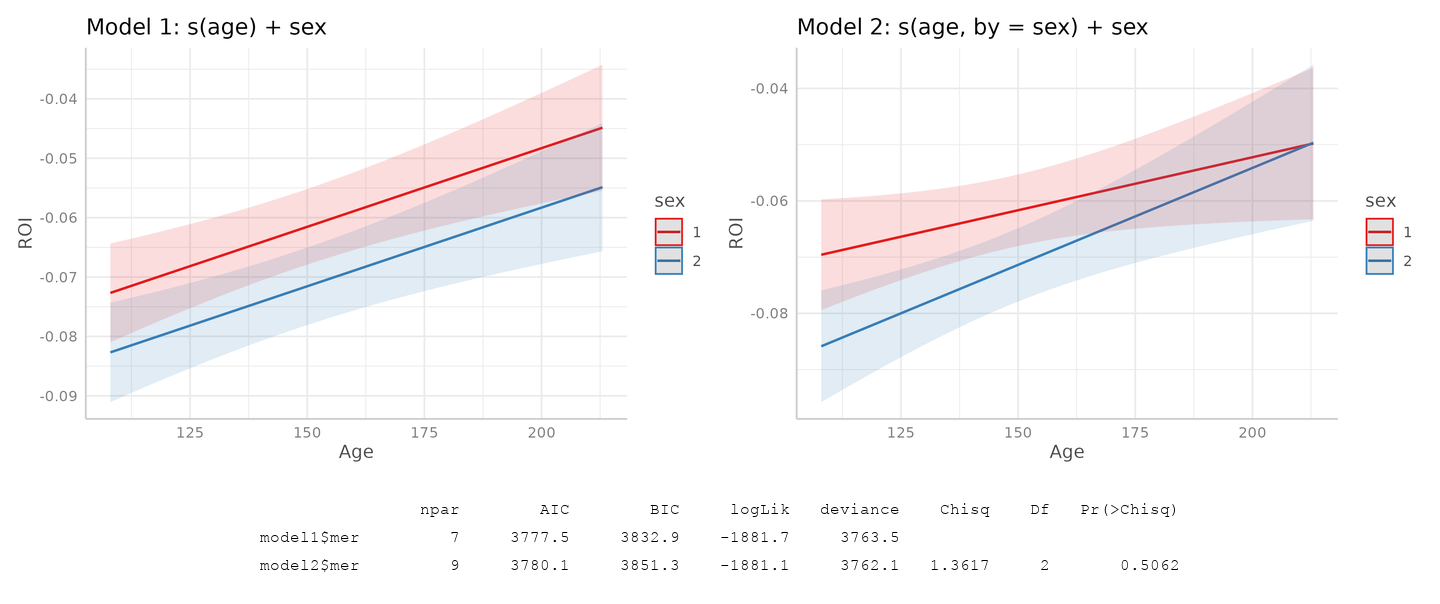 Model 1: s(age) + sex
-0.04
-0.05
-0.06
-0.07
-0.08
-0.09
ROI
125 150 175 200
Age
sex
1
2
Model 2: s(age, by = sex) + sex
-0.04
-0.06
-0.08
ROI
125 150 175 200
Age
sex
1
2
npar AIC BIC logLik deviance Chisq Df Pr(>Chisq)
model1$mer 7 3777.5 3832.9 -1881.7 3763.5
model2$mer 9 3780.1 3851.3 -1881.1 3762.1 1.3617 2 0.5062